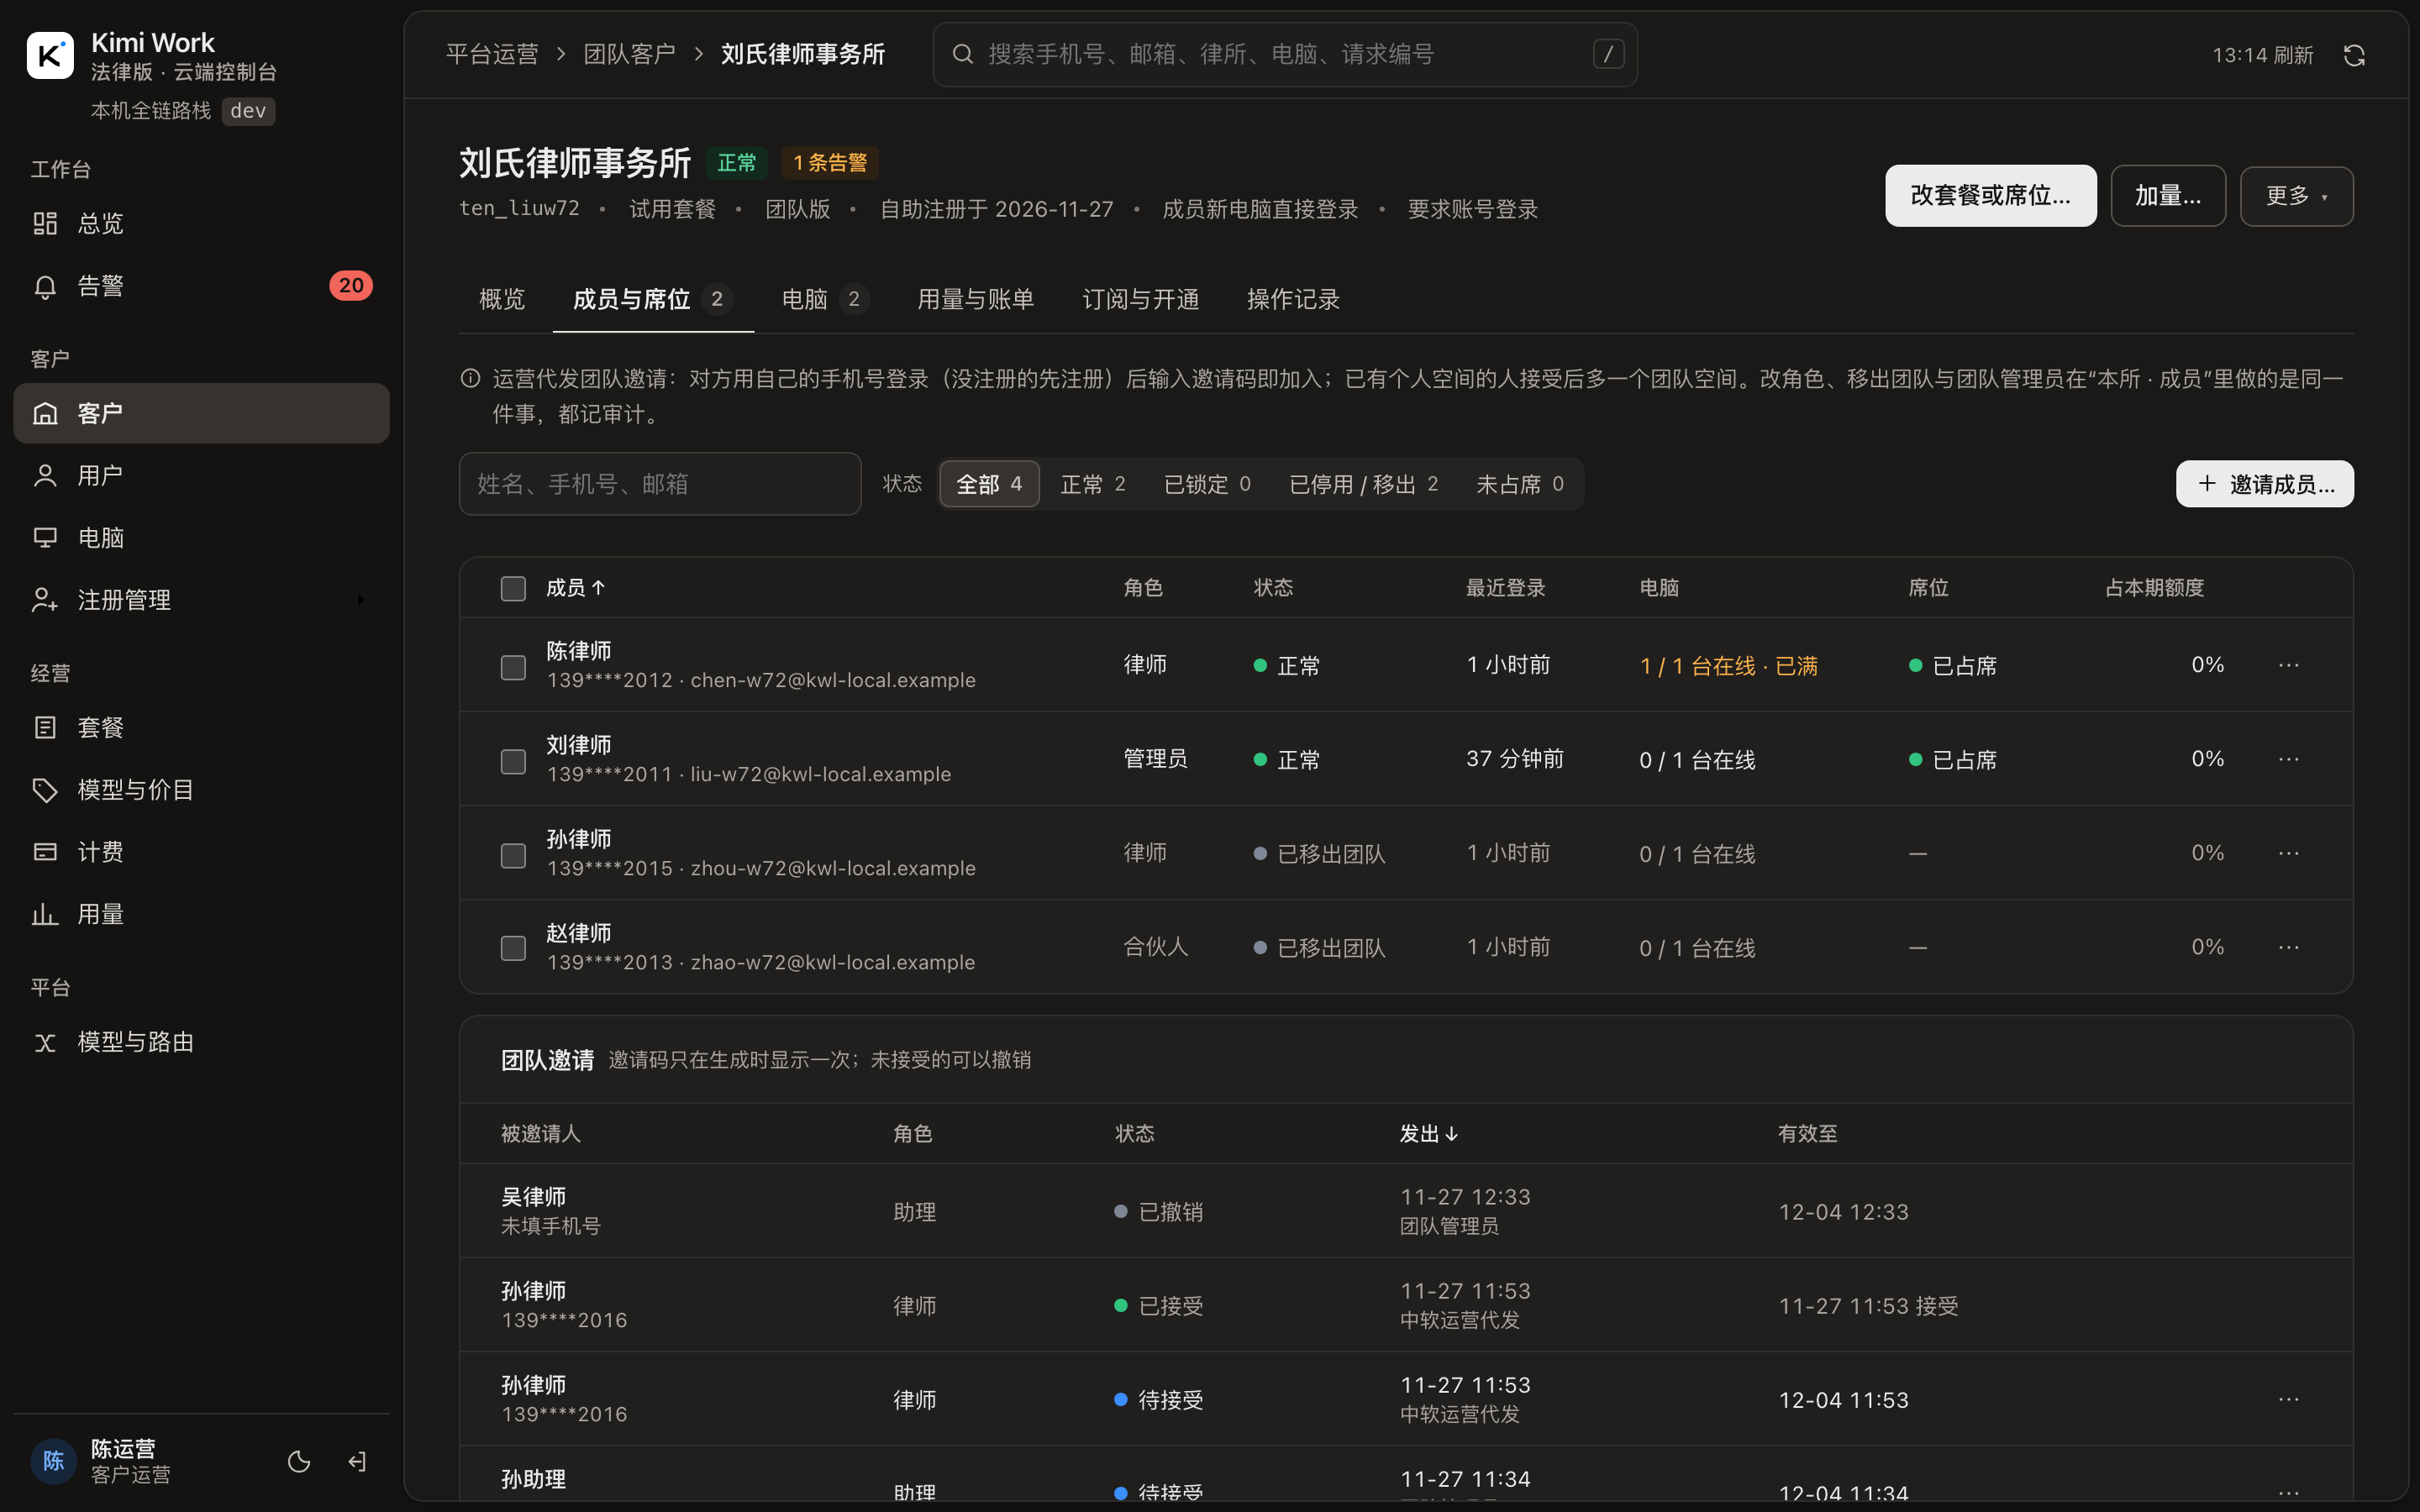 Kimi Work
法律版 · 云端控制台
本机全链路栈 dev
工作台
总览
告警 20
客户
客户
用户
电脑
注册管理
经营
套餐
模型与价目
计费
用量
平台
模型与路由
陈 陈运营
客户运营
平台运营 > 团队客户 > 刘氏律师事务所
搜索手机号、邮箱、律所、电脑、请求编号 /
13:14 刷新
刘氏律师事务所 正常 1 条告警
ten_liuw72 • 试用套餐 • 团队版 • 自助注册于 2026-11-27 • 成员新电脑直接登录 • 要求账号登录
改套餐或席位... 加量... 更多
概览 成员与席位 2 电脑 2 用量与账单 订阅与开通 操作记录
运营代发团队邀请：对方用自己的手机号登录（没注册的先注册）后输入邀请码即加入；已有个人空间的人接受后多一个团队空间。改角色、移出团队与团队管理员在“本所 · 成员”里做的是同一
件事，都记审计。
姓名、手机号、邮箱 状态 全部 4 正常 2 已锁定 0 已停用 / 移出 2 未占席 0 + 邀请成员...
成员 ↑ 角色 状态 最近登录 电脑 席位 占本期额度
陈律师
139****2012 · chen-w72@kwl-local.example 律师 正常 1 小时前 1 / 1 台在线 · 已满 已占席 0% ...
刘律师
139****2011 · liu-w72@kwl-local.example 管理员 正常 37 分钟前 0 / 1 台在线 已占席 0% ...
孙律师
139****2015 · zhou-w72@kwl-local.example 律师 已移出团队 1 小时前 0 / 1 台在线 — 0% ...
赵律师
139****2013 · zhao-w72@kwl-local.example 合伙人 已移出团队 1 小时前 0 / 1 台在线 — 0% ...
团队邀请 邀请码只在生成时显示一次；未接受的可以撤销
被邀请人 角色 状态 发出 ↓ 有效至
吴律师 助理 已撤销 11-27 12:33 12-04 12:33
未填手机号 团队管理员
孙律师 律师 已接受 11-27 11:53 11-27 11:53 接受
139****2016 中软运营代发
孙律师 律师 待接受 11-27 11:53 12-04 11:53 ...
139****2016 中软运营代发
孙助理 助理 待接受 11-27 11:34 12-04 11:34 ...